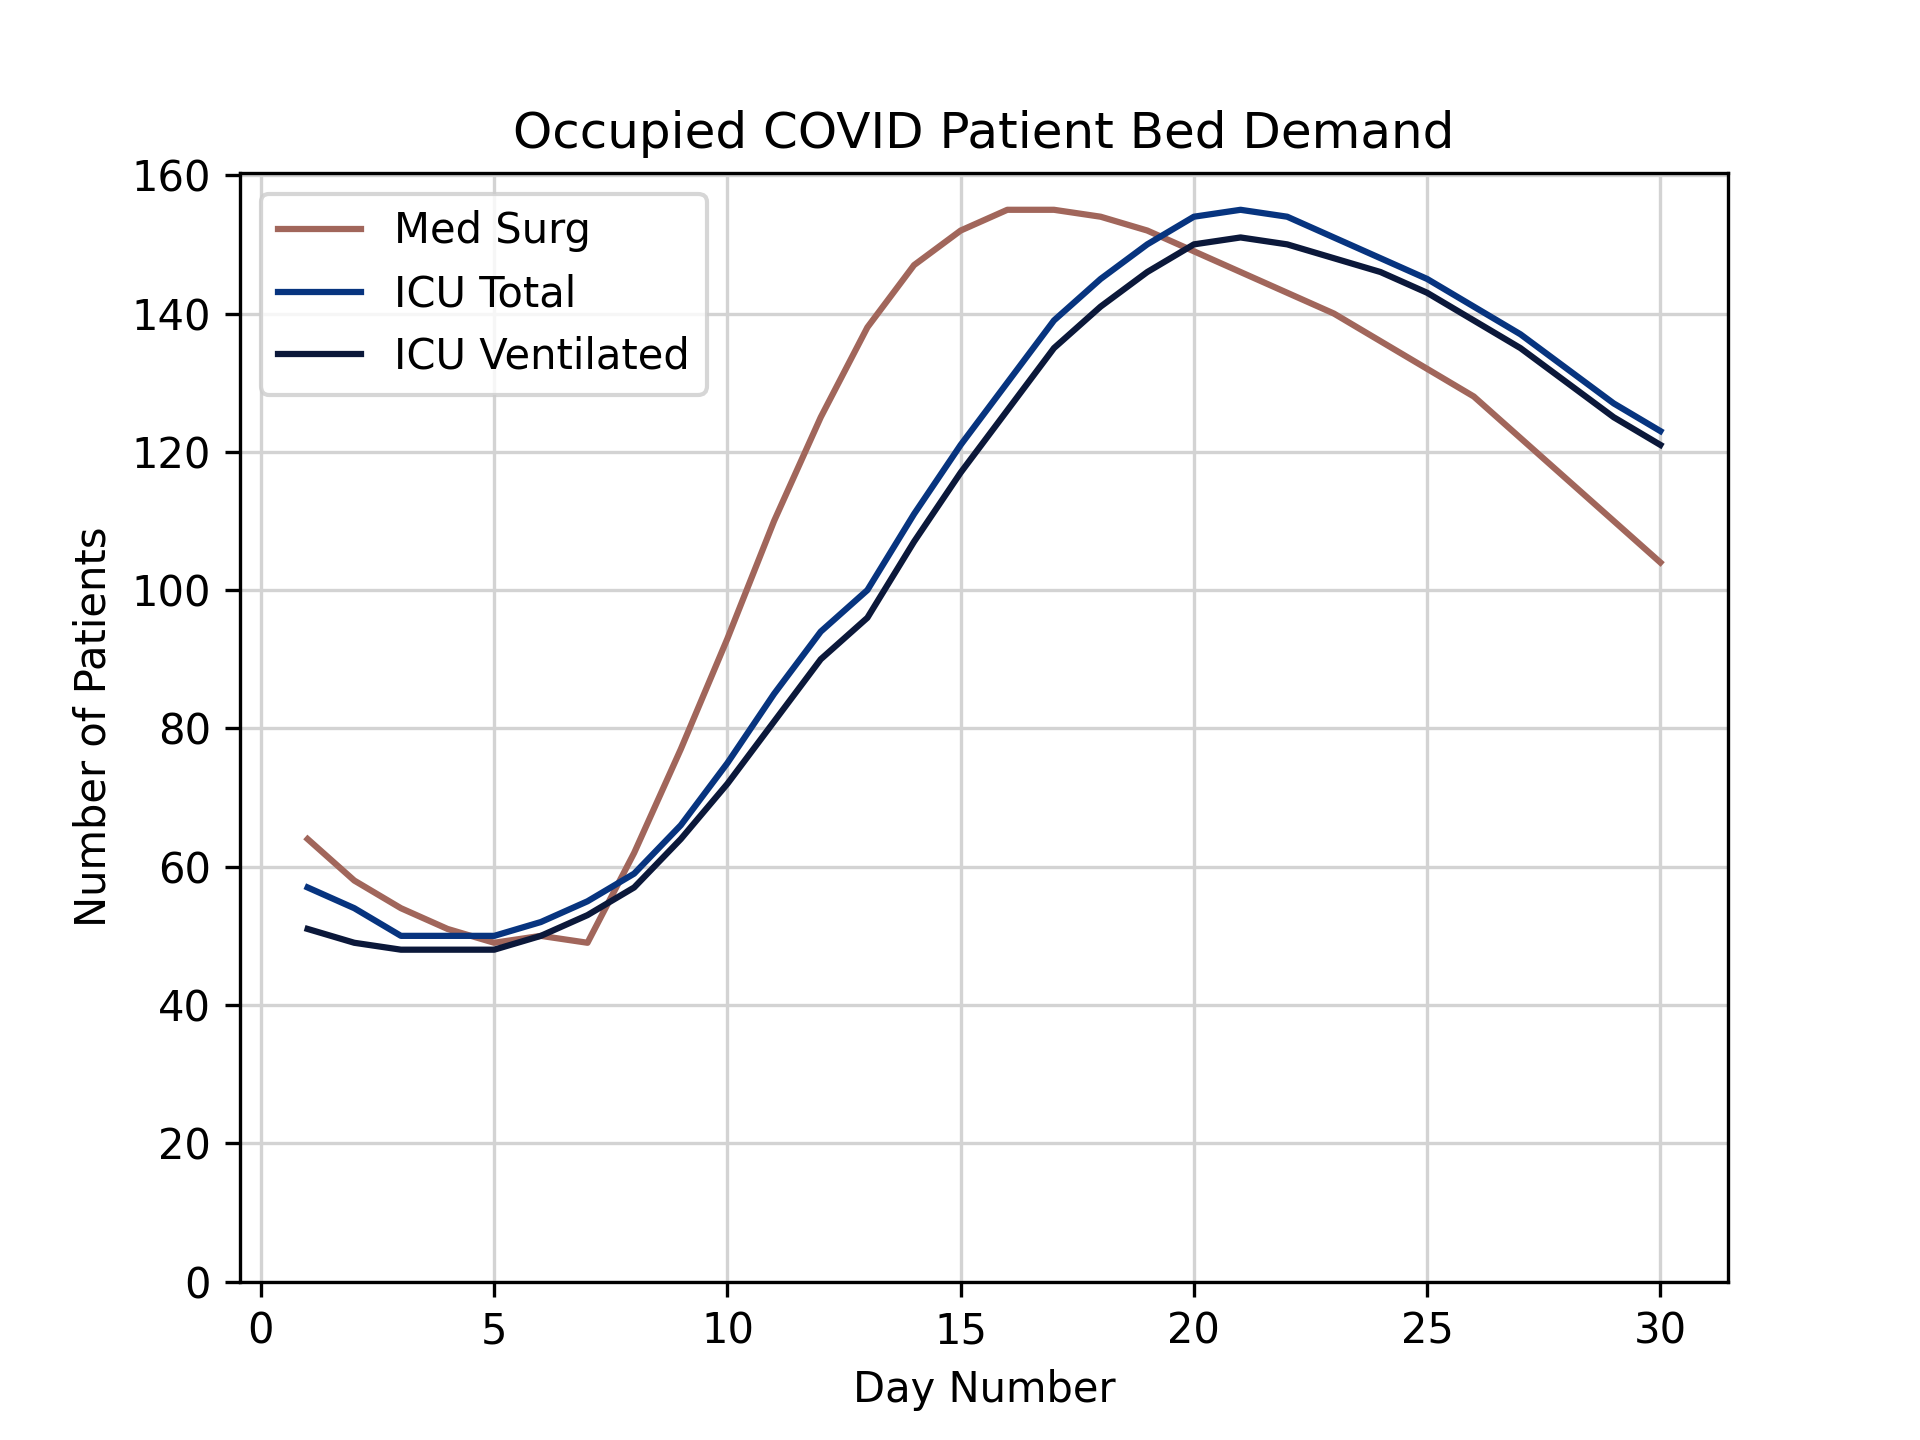 Occupied COVID Patient Bed Demand
160
140
120
100
80
60
40
20
0
Number of Patients
Med Surg
ICU Total
ICU Ventilated
0 5 10 15 20 25 30
Day Number